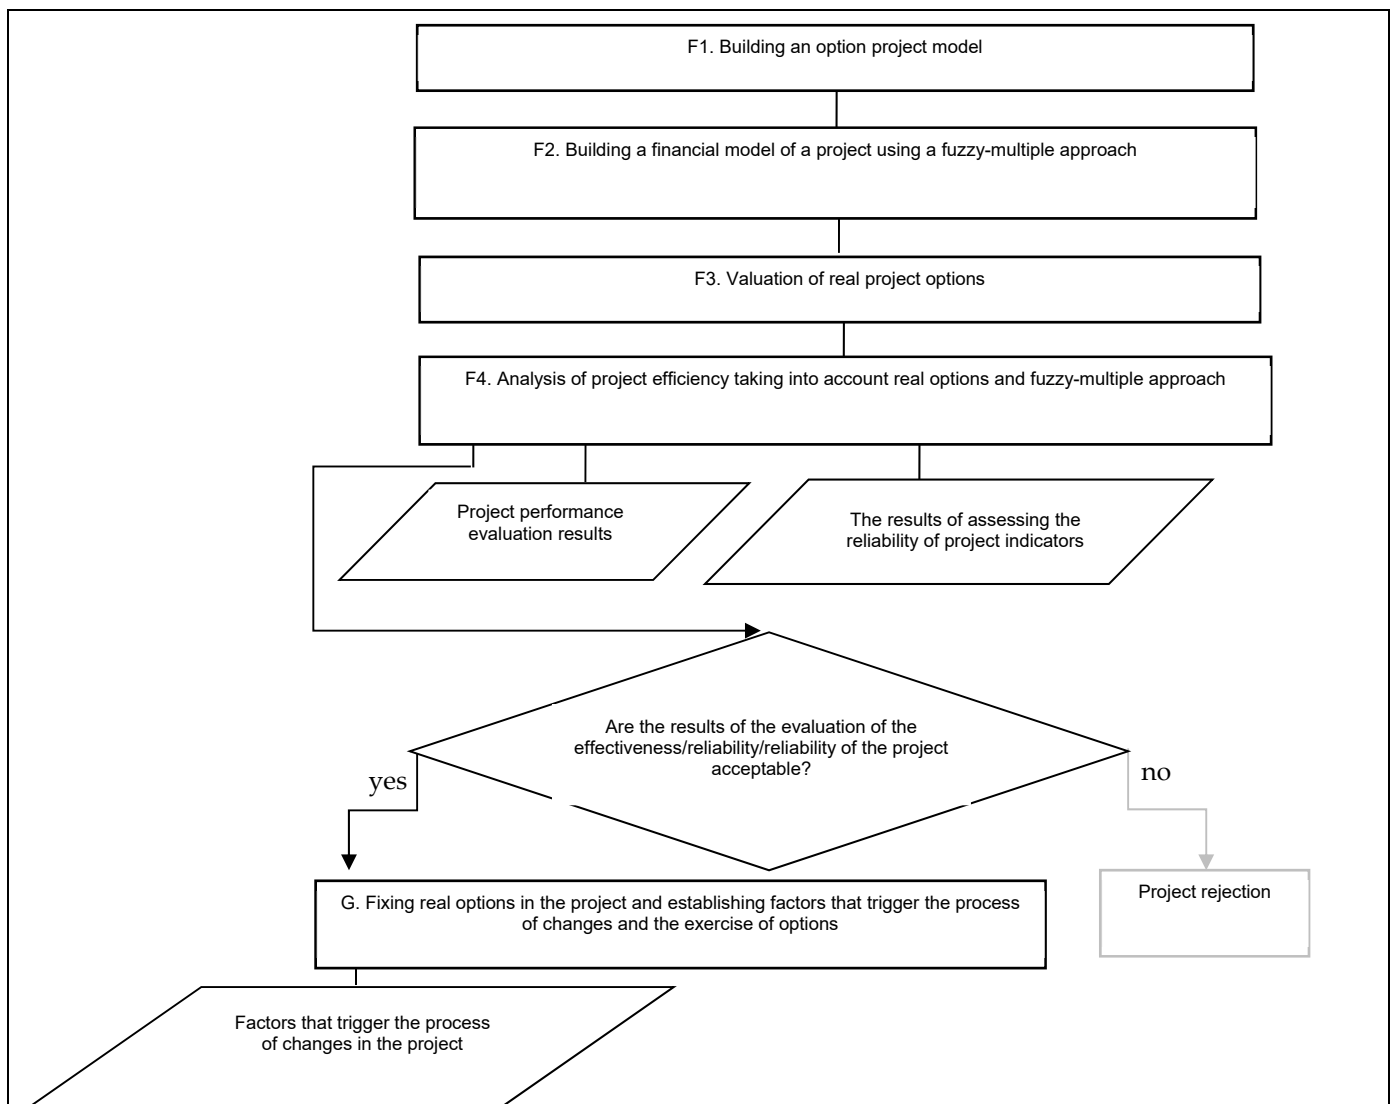 F1. Building an option project model
F2. Building a financial model of a project using a fuzzy-multiple approach
F3. Valuation of real project options
F4. Analysis of project efficiency taking into account real options and fuzzy-multiple approach
Project performance
evaluation results
The results of assessing the
reliability of project indicators
Are the results of the evaluation of the
effectiveness/reliability/reliability of the project
acceptable?
yes
no
G. Fixing real options in the project and establishing factors that trigger the process
of changes and the exercise of options
Project rejection
Factors that trigger the process
of changes in the project